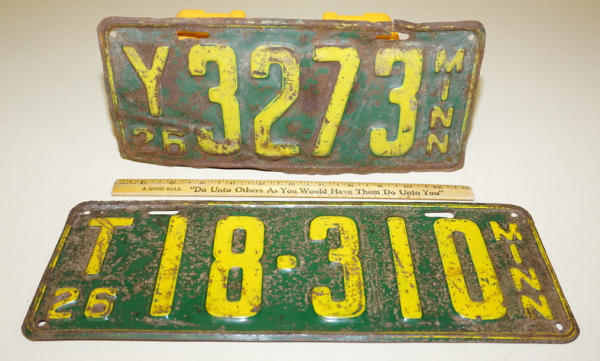 Y3273
26
MINN
A GOOD RULE "Do Unto Others As You Would Have Them Do Unto You"
T18·310
26
MINN